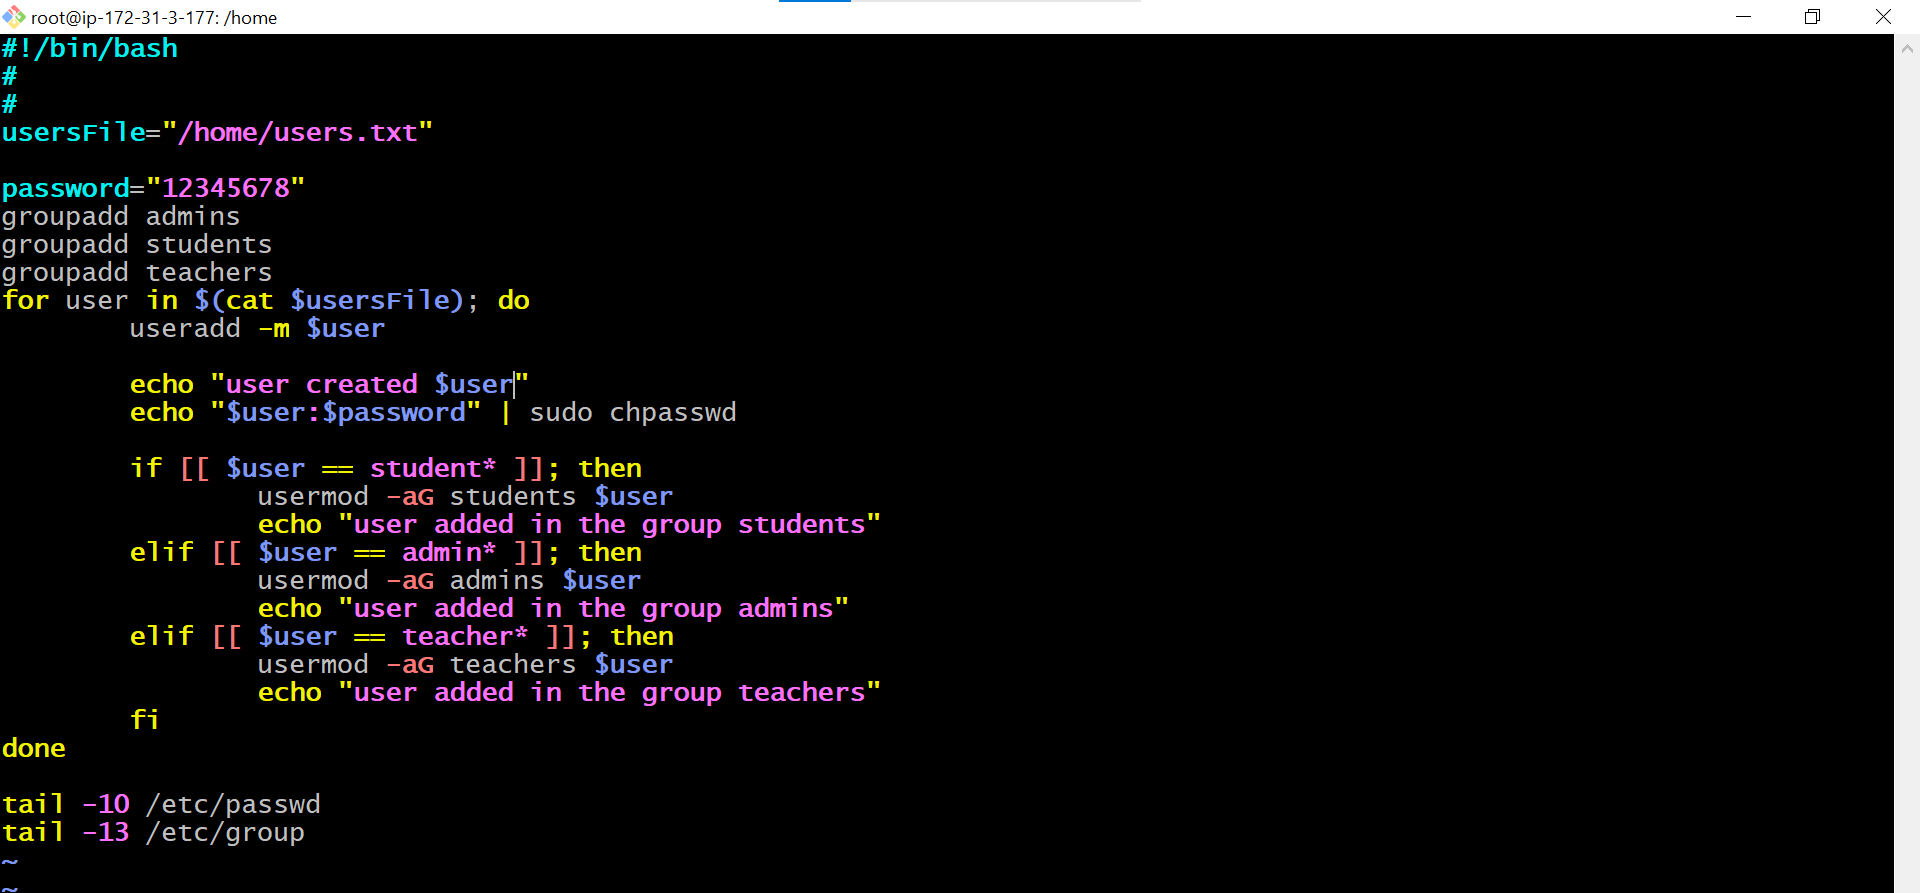 root@ip-172-31-3-177: /home
#!/bin/bash
#
#
usersFile="/home/users.txt"

password="12345678"
groupadd admins
groupadd students
groupadd teachers
for user in $(cat $usersFile); do
        useradd -m $user

        echo "user created $user"
        echo "$user:$password" | sudo chpasswd

        if [[ $user == student* ]]; then
                usermod -aG students $user
                echo "user added in the group students"
        elif [[ $user == admin* ]]; then
                usermod -aG admins $user
                echo "user added in the group admins"
        elif [[ $user == teacher* ]]; then
                usermod -aG teachers $user
                echo "user added in the group teachers"
        fi
done

tail -10 /etc/passwd
tail -13 /etc/group
~
~